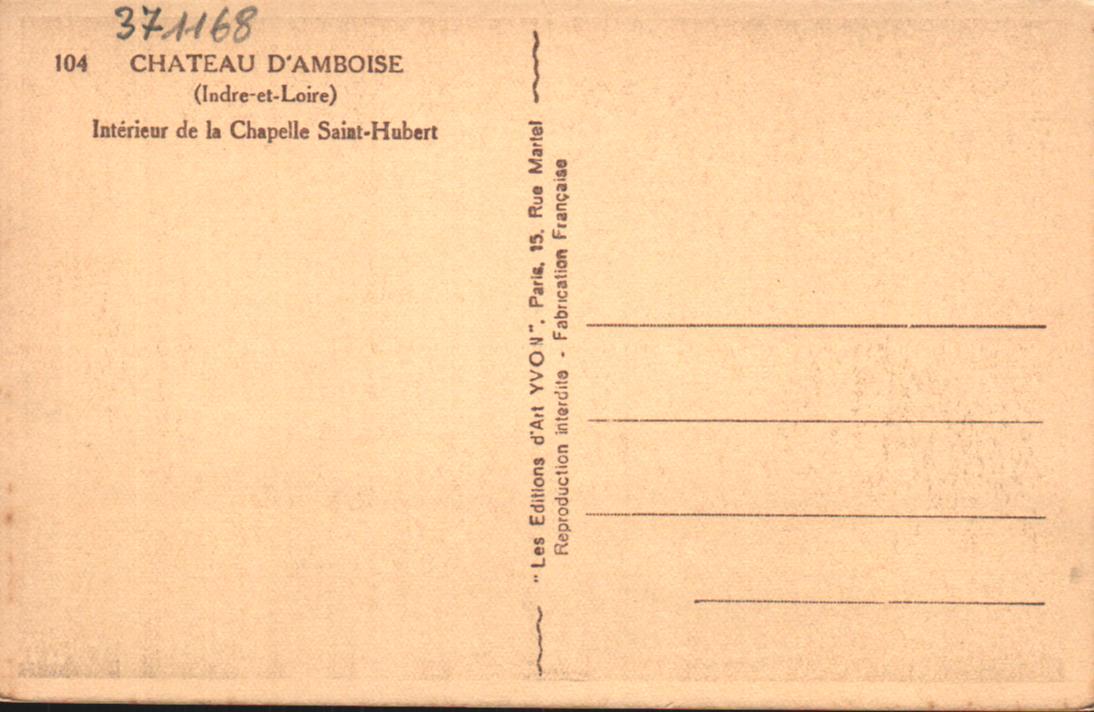 371168
104 CHATEAU D'AMBOISE
(Indre-et-Loire)
Intérieur de la Chapelle Saint-Hubert
"Les Editions d'Art YVON", Paris, 15, Rue Martel
Reproduction interdite - Fabrication Française